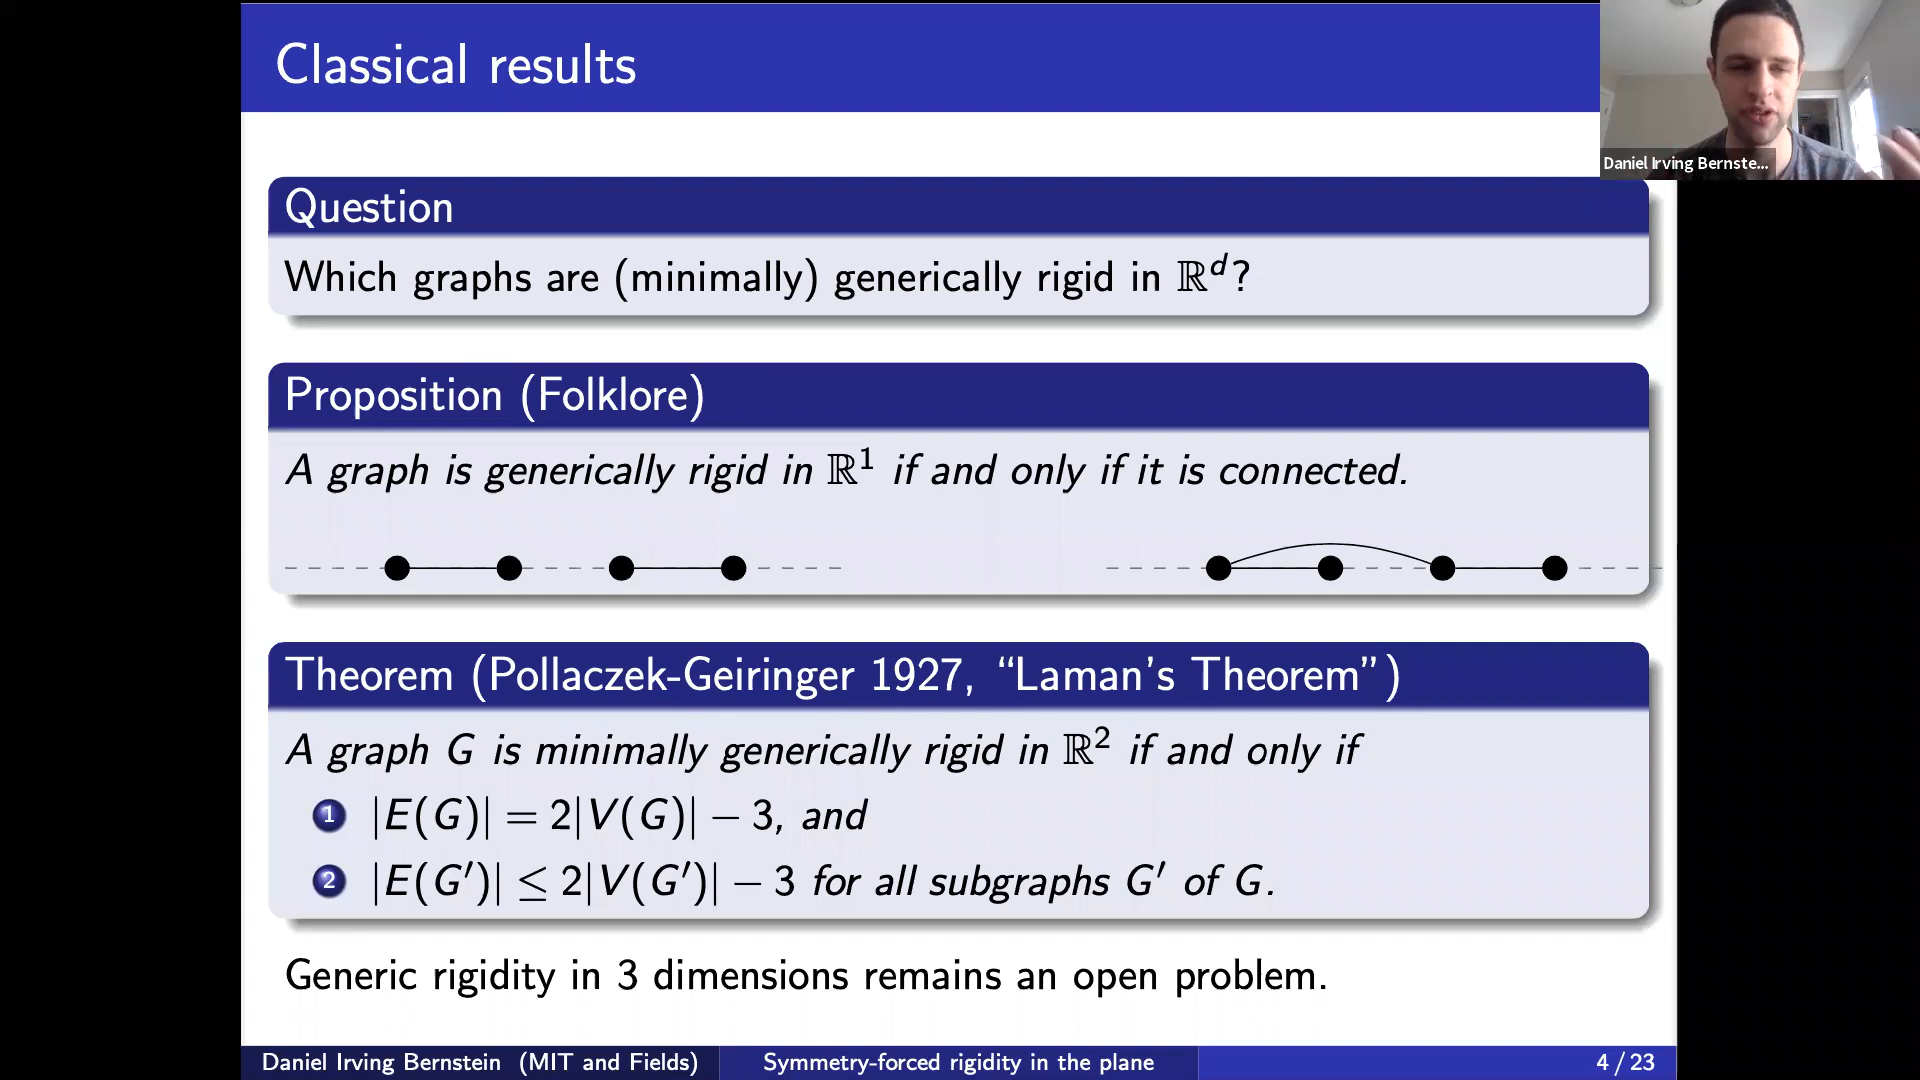 Classical results
Daniel Irving Bernste...
Question
Which graphs are (minimally) generically rigid in ℝᵈ?
Proposition (Folklore)
A graph is generically rigid in ℝ¹ if and only if it is connected.
Theorem (Pollaczek-Geiringer 1927, “Laman’s Theorem”)
A graph G is minimally generically rigid in ℝ² if and only if
1 |E(G)| = 2|V(G)| − 3, and
2 |E(G′)| ≤ 2|V(G′)| − 3 for all subgraphs G′ of G.
Generic rigidity in 3 dimensions remains an open problem.
Daniel Irving Bernstein (MIT and Fields) Symmetry-forced rigidity in the plane 4 / 23